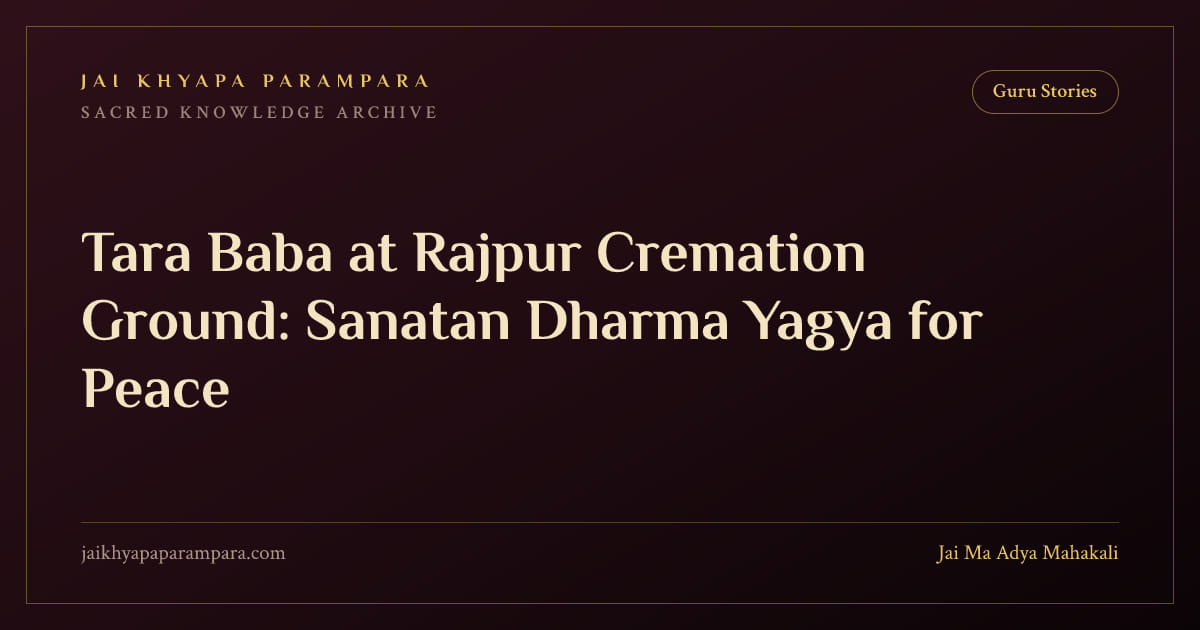 JAI KHYAPA PARAMPARA
SACRED KNOWLEDGE ARCHIVE
Guru Stories
Tara Baba at Rajpur Cremation
Ground: Sanatan Dharma Yagya for
Peace
jaikhyapaparampara.com
Jai Ma Adya Mahakali